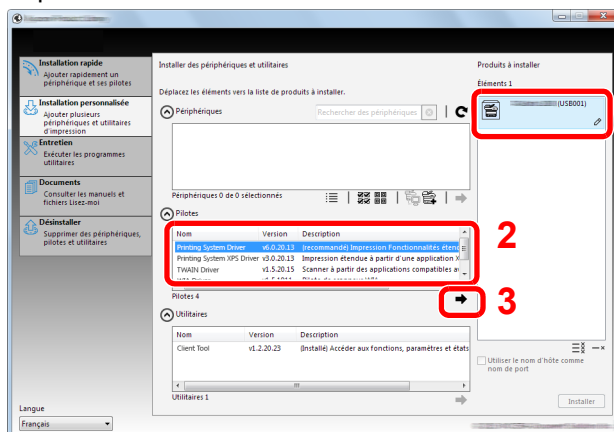 Installation rapide
Ajouter rapidement un
périphérique et ses pilotes
Installation personnalisée
Ajouter plusieurs
périphériques et utilitaires
d'impression
Entretien
Exécuter les programmes
utilitaires
Documents
Consulter les manuels et
fichiers Lisez-moi
Désinstaller
Supprimer des périphériques,
pilotes et utilitaires
Langue
Français
Installer des périphériques et utilitaires
Déplacez les éléments vers la liste de produits à installer.
Périphériques
Rechercher des périphériques
Périphériques 0 de 0 sélectionnés
Pilotes
Nom Version Description
Printing System Driver v6.0.20.13 (recommandé) Impression Fonctionnalités étend
Printing System XPS Driver v3.0.20.13 Impression étendue à partir d'une application X
TWAIN Driver v1.5.20.15 Scanner à partir des applications compatibles a
Pilotes 4
2
3
Utilitaires
Nom Version Description
Client Tool v1.2.20.23 (Installé) Accéder aux fonctions, paramètres et états
Utilitaires 1
Produits à installer
Éléments 1
(USB001)
Utiliser le nom d'hôte comme
nom de port
Installer